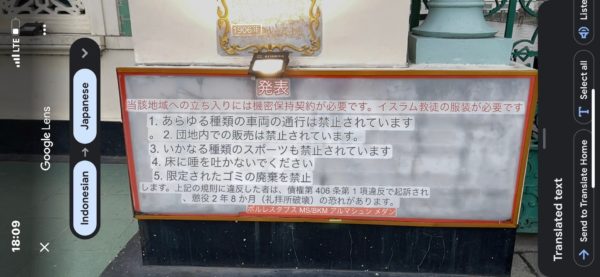 18:09
LTE
Google Lens
Indonesian
Japanese
1906年
発表
当該地域への立ち入りには機密保持契約が必要です。イスラム教徒の服装が必要です
1. あらゆる種類の車両の通行は禁止されています
。2. 団地内での販売は禁止されています。
3. いかなる種類のスポーツも禁止されています
4. 床に唾を吐かないでください
5. 限定されたゴミの廃棄を禁止
します。上記の規則に違反した者は、債権第 406 条第 1 項違反で起訴され
、懲役 2 年 8 か月（礼拝所破壊）の恐れがあります。
ポルレスタブス MS/BKM アルマシュン メダン
Translated text
Send to Translate Home
Select all
Listen